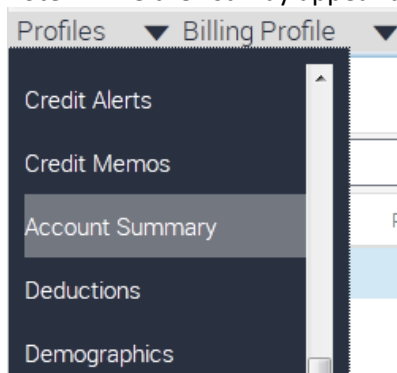 Profiles Billing Profile
Credit Alerts
Credit Memos
Account Summary
Deductions
Demographics